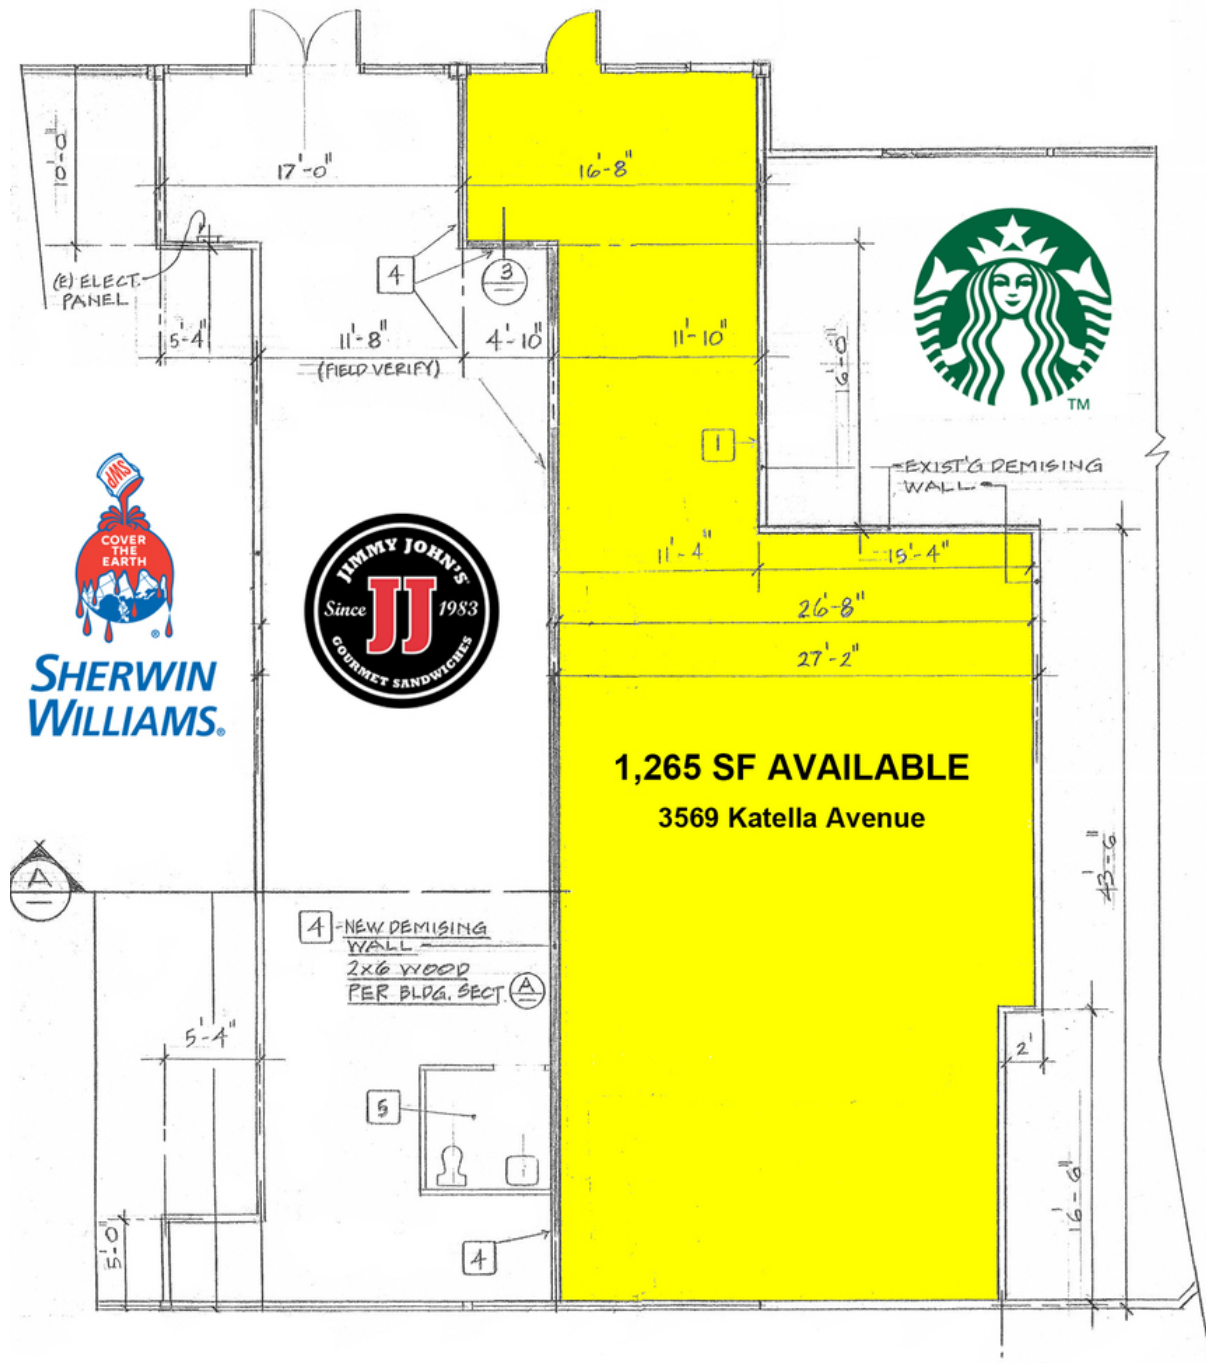 10'-0"
17'-0"
16'-8"
(E) ELECT.
PANEL
4
3
5'-4"
11'-8"
4'-10"
11'-10"
(FIELD VERIFY)
16'-0"
TM
1
EXIST'G DEMISING
WALL
SWP
COVER
THE
EARTH
®
SHERWIN
WILLIAMS®
JIMMY JOHN'S
Since JJ 1983
GOURMET SANDWICHES
11'-4"
15'-4"
26'-8"
27'-2"
1,265 SF AVAILABLE
3569 Katella Avenue
43'-6"
A
4 - NEW DEMISING
WALL
2x6 WOOD
PER BLDG. SECT. A
5'-4"
2'
5
16'-6"
5'-0"
4